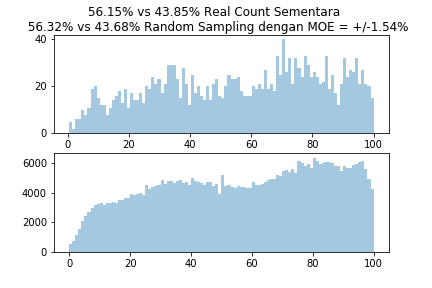 56.15% vs 43.85% Real Count Sementara
56.32% vs 43.68% Random Sampling dengan MOE = +/-1.54%
40
20
0
0 20 40 60 80 100
6000
4000
2000
0
0 20 40 60 80 100